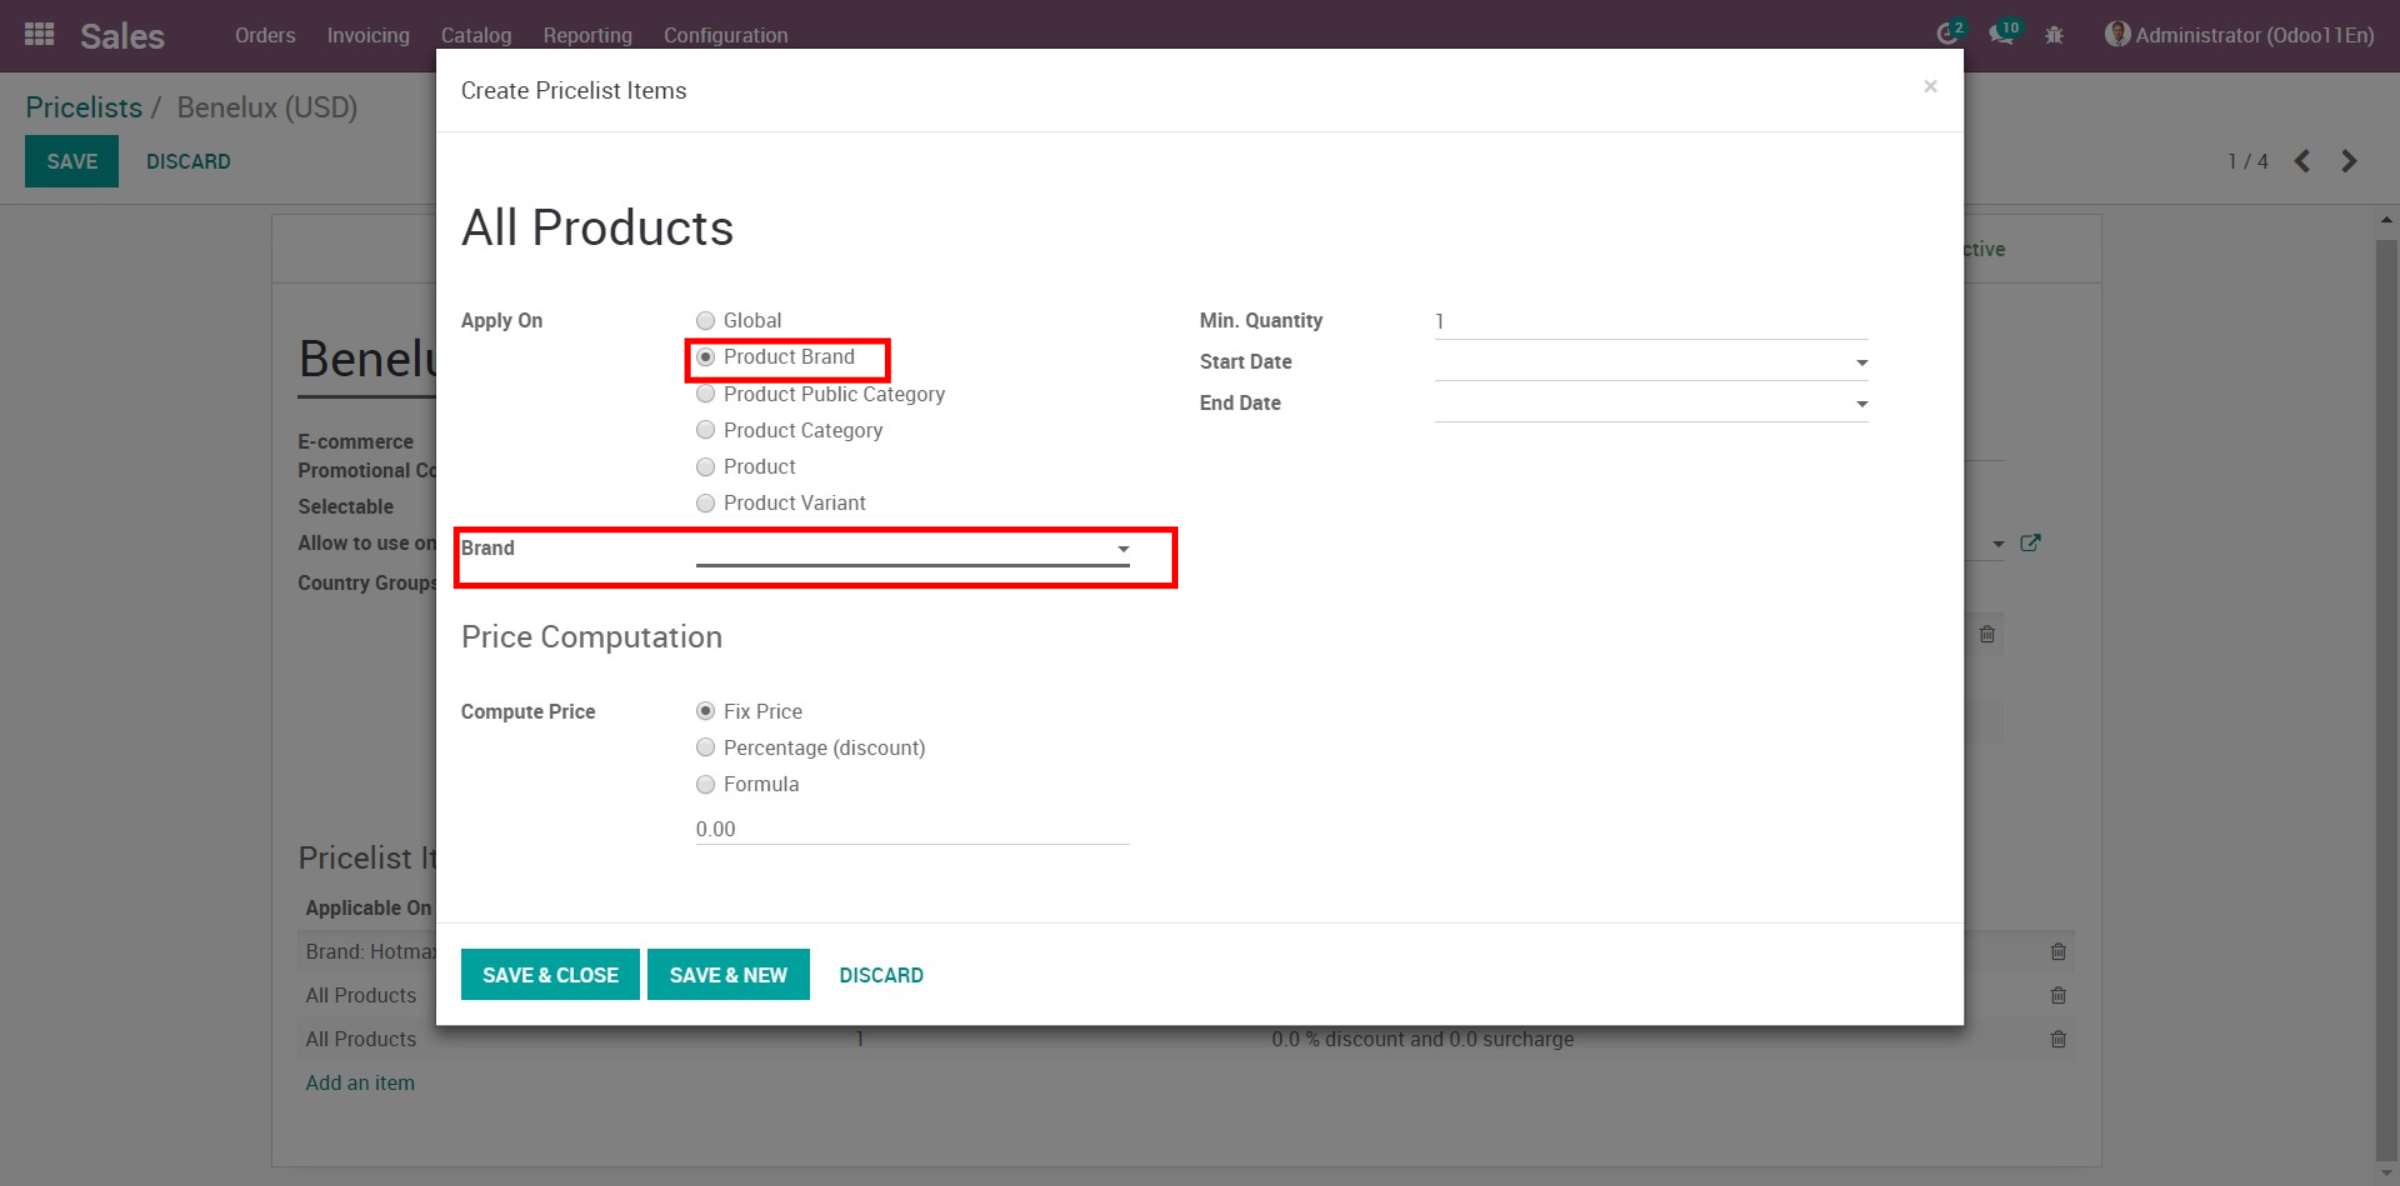 Sales Orders Invoicing Catalog Reporting Configuration 2 10 Administrator (Odoo11En)
Pricelists / Benelux (USD)
SAVE DISCARD 1 / 4
Create Pricelist Items ×
All Products
Apply On
Global
Product Brand
Product Public Category
Product Category
Product
Product Variant
Min. Quantity 1
Start Date
End Date
Brand
Price Computation
Compute Price
Fix Price
Percentage (discount)
Formula
0.00
SAVE & CLOSE SAVE & NEW DISCARD
ctive
Benelu
E-commerce
Promotional Co
Selectable
Allow to use on
Country Groups
Pricelist It
Applicable On
Brand: Hotmax
All Products
All Products 1 0.0 % discount and 0.0 surcharge
Add an item